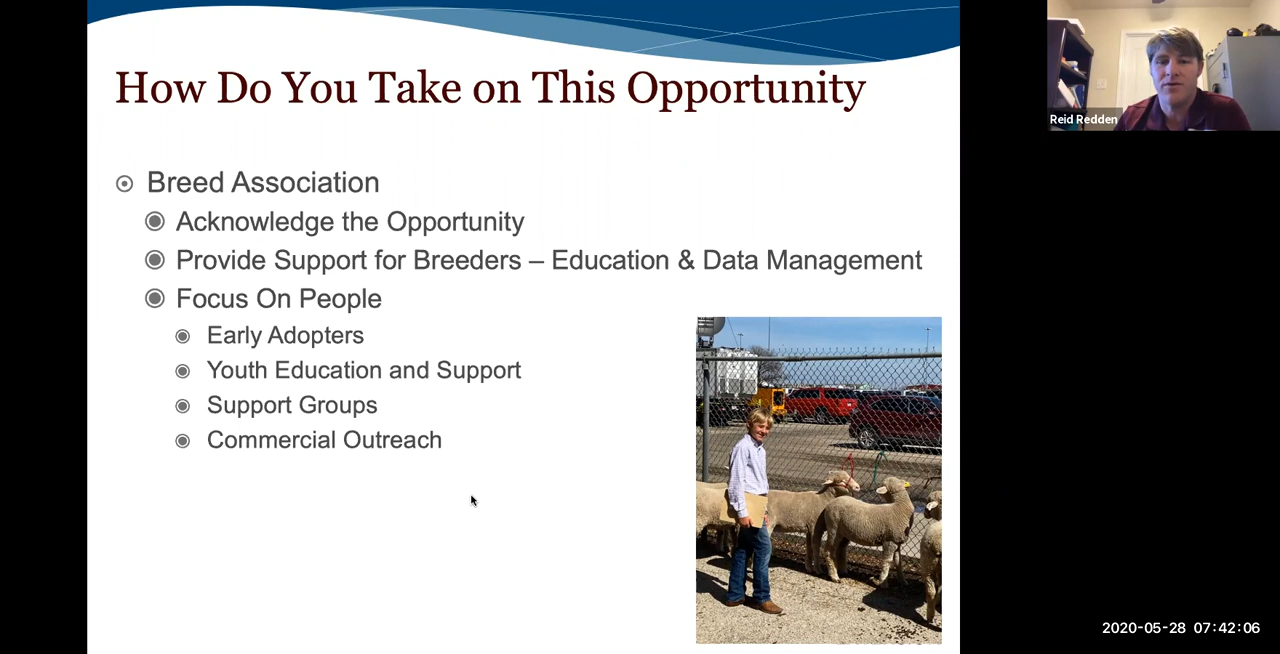 How Do You Take on This Opportunity
Breed Association
Acknowledge the Opportunity
Provide Support for Breeders – Education & Data Management
Focus On People
Early Adopters
Youth Education and Support
Support Groups
Commercial Outreach
Reid Redden
2020-05-28 07:42:06